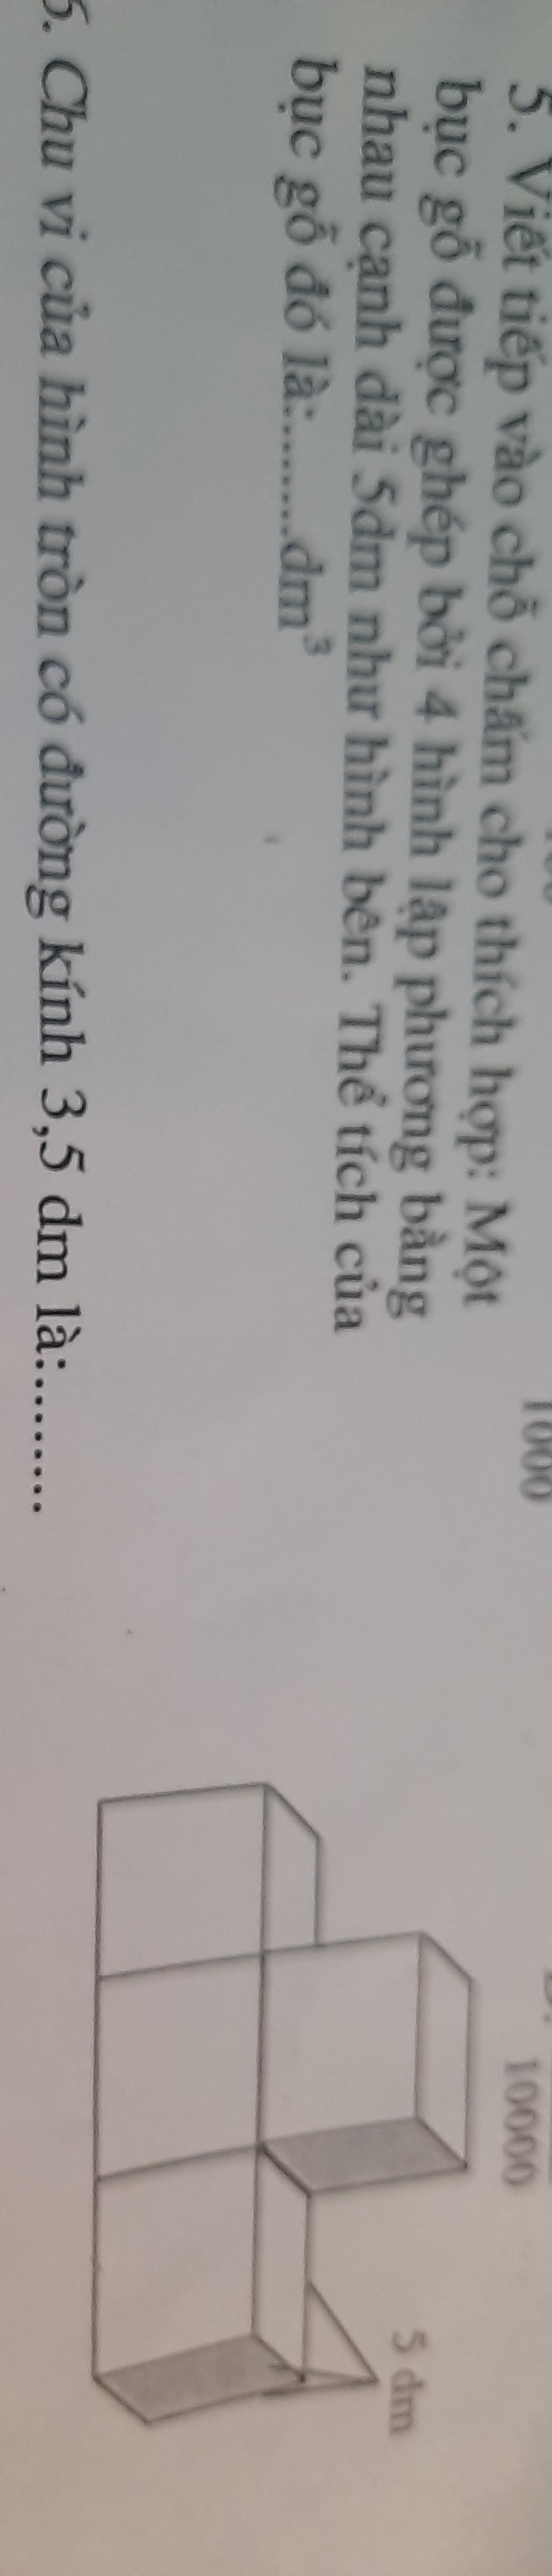 1000
10000
5. Viết tiếp vào chỗ chấm cho thích hợp: Một
bục gỗ được ghép bởi 4 hình lập phương bằng
nhau cạnh dài 5dm như hình bên. Thể tích của
bục gỗ đó là:........dm³
5 dm
6. Chu vi của hình tròn có đường kính 3,5 dm là:.........